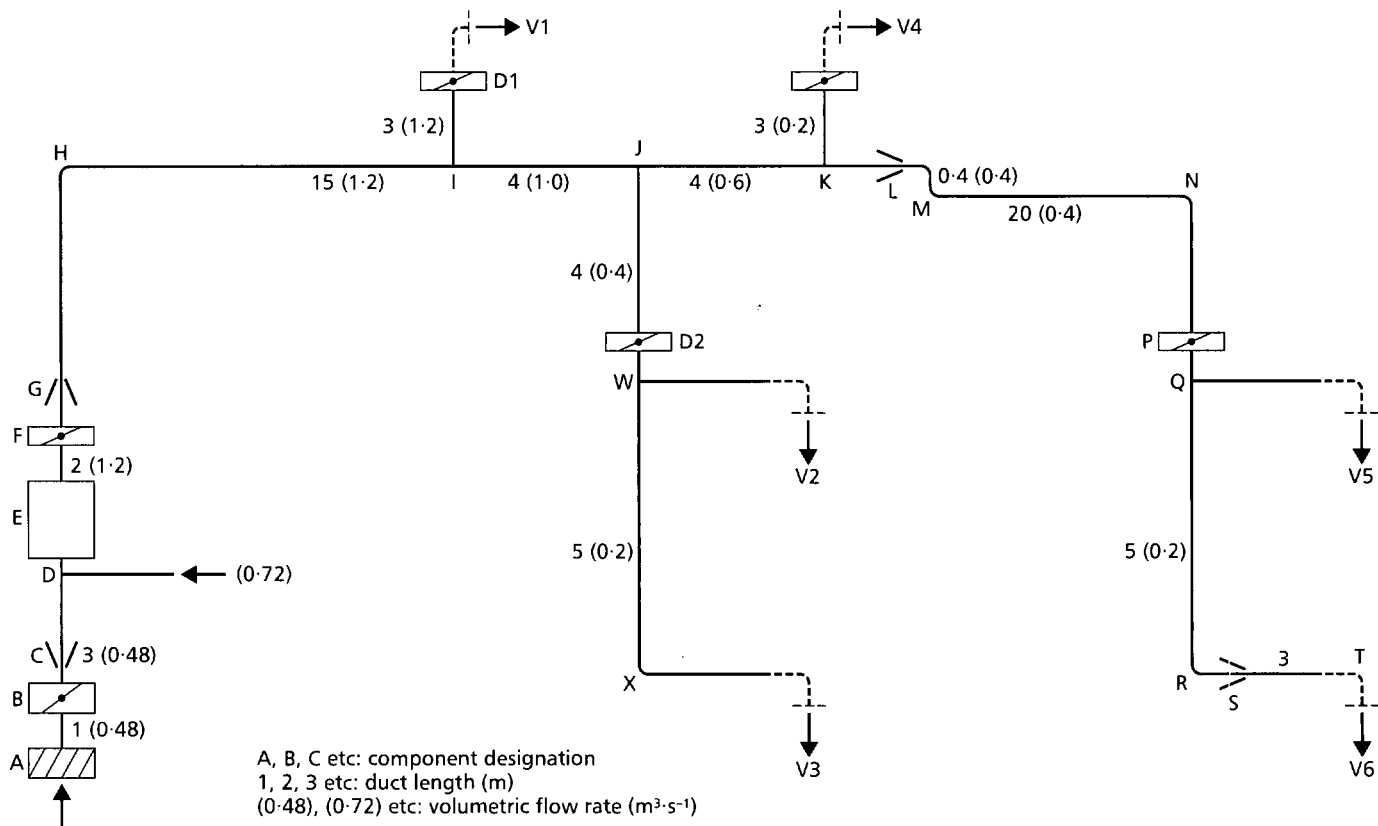 V1
V4
D1
3 (1·2)
3 (0·2)
H
J
15 (1·2)
I
4 (1·0)
4 (0·6)
K
L
0·4 (0·4)
M
20 (0·4)
N
4 (0·4)
D2
P
G
W
Q
F
2 (1·2)
V2
V5
E
5 (0·2)
5 (0·2)
D
(0·72)
C
3 (0·48)
X
R
S
3
T
B
1 (0·48)
A
V3
V6
A, B, C etc: component designation
1, 2, 3 etc: duct length (m)
(0·48), (0·72) etc: volumetric flow rate (m³·s⁻¹)